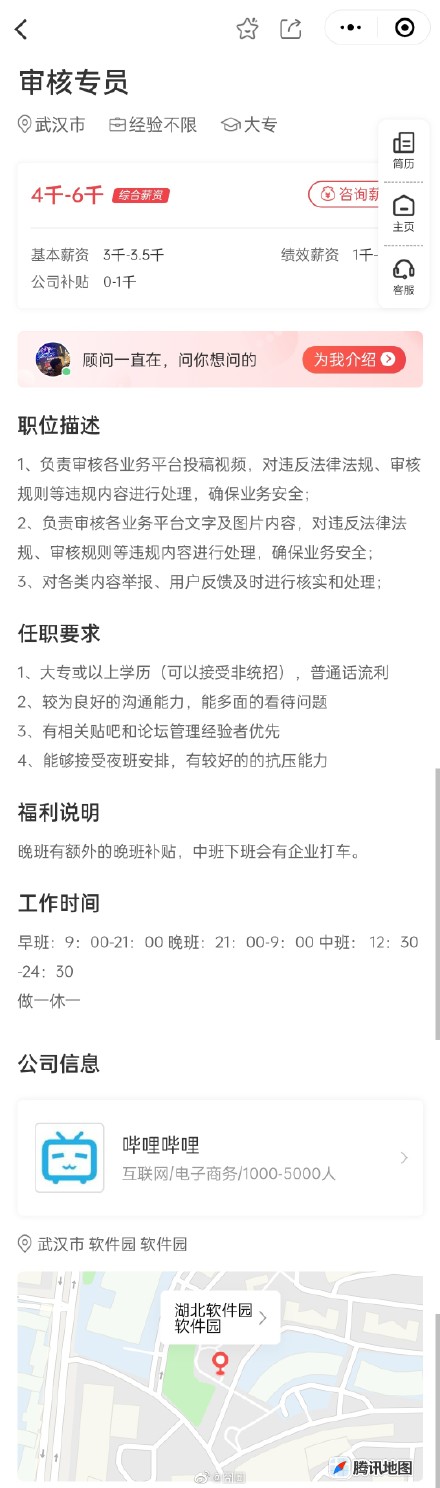 审核专员
武汉市 经验不限 大专
简历
4千-6千 综合薪资
咨询薪
主页
基本薪资 3千-3.5千
绩效薪资 1千-
公司补贴 0-1千
客服
顾问一直在，问你想问的
为我介绍
职位描述
1、负责审核各业务平台投稿视频，对违反法律法规、审核
规则等违规内容进行处理，确保业务安全；
2、负责审核各业务平台文字及图片内容，对违反法律法
规、审核规则等违规内容进行处理，确保业务安全；
3、对各类内容举报、用户反馈及时进行核实和处理；
任职要求
1、大专或以上学历（可以接受非统招），普通话流利
2、较为良好的沟通能力，能多面的看待问题
3、有相关贴吧和论坛管理经验者优先
4、能够接受夜班安排，有较好的的抗压能力
福利说明
晚班有额外的晚班补贴，中班下班会有企业打车。
工作时间
早班：9：00-21：00 晚班：21：00-9：00 中班： 12：30
-24：30
做一休一
公司信息
哔哩哔哩
互联网/电子商务/1000-5000人
武汉市 软件园 软件园
湖北软件园
软件园
腾讯地图